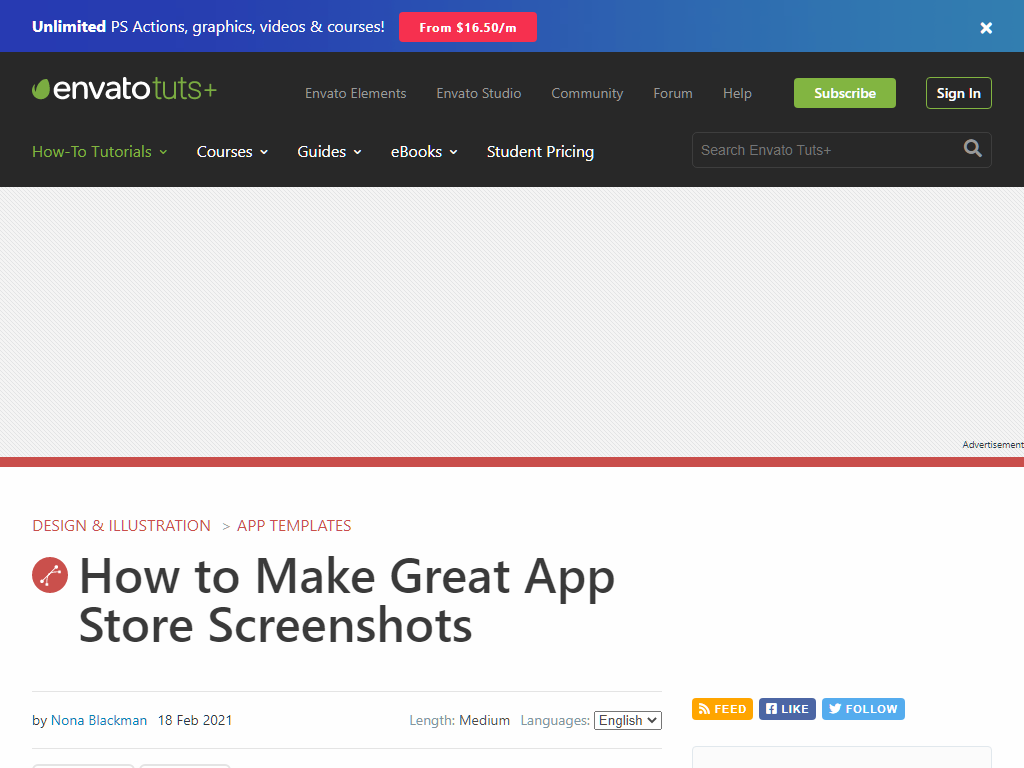 Unlimited PS Actions, graphics, videos & courses! From $16.50/m
envato tuts+
Envato Elements Envato Studio Community Forum Help Subscribe Sign In
How-To Tutorials Courses Guides eBooks Student Pricing Search Envato Tuts+
Advertisement
DESIGN & ILLUSTRATION > APP TEMPLATES
How to Make Great App
Store Screenshots
by Nona Blackman 18 Feb 2021 Length: Medium Languages: English
FEED LIKE FOLLOW